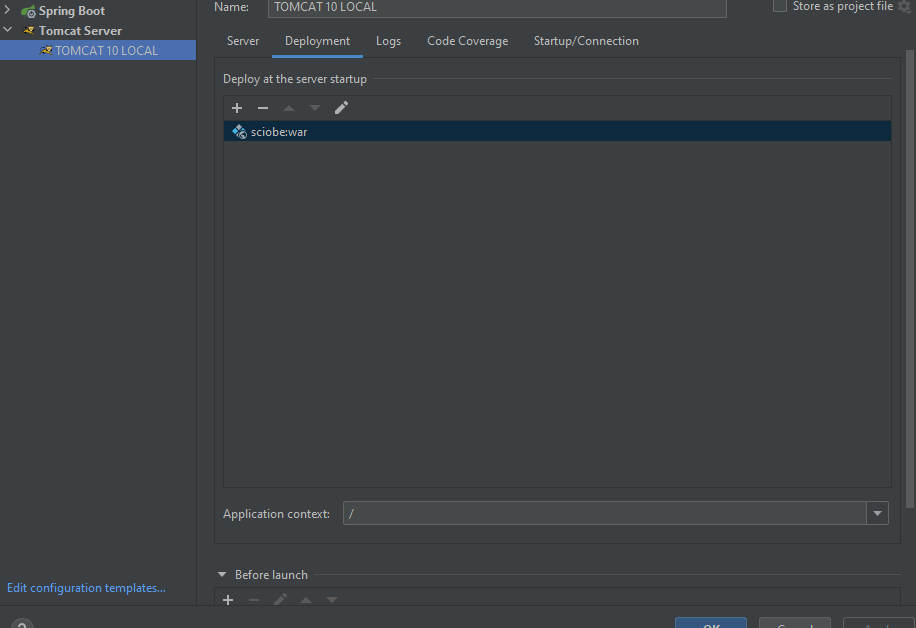 Name:
TOMCAT 10 LOCAL
Store as project file
Spring Boot
Tomcat Server
TOMCAT 10 LOCAL
Server
Deployment
Logs
Code Coverage
Startup/Connection
Deploy at the server startup
sciobe:war
Application context:
/
Before launch
Edit configuration templates...
?
OK